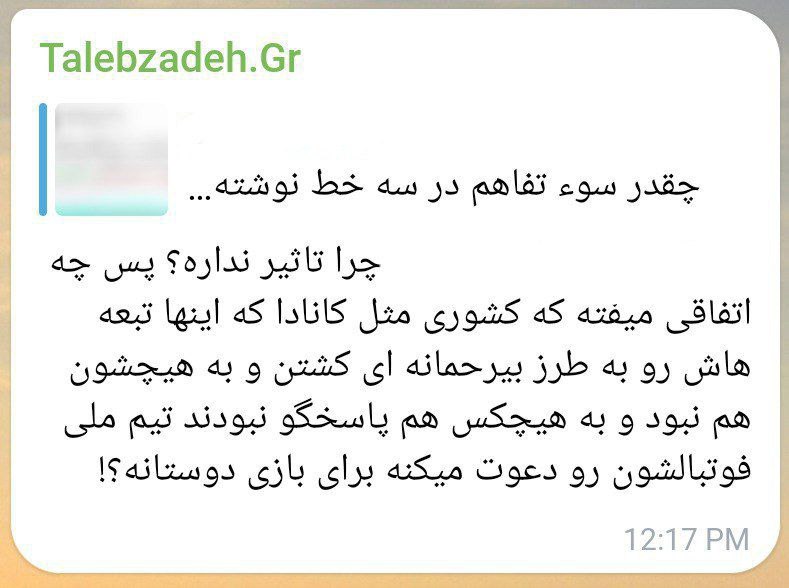 Talebzadeh.Gr
چقدر سوء تفاهم در سه خط نوشته...
چرا تاثیر نداره؟ پس چه
اتفاقی میفته که کشوری مثل کانادا که اینها تبعه
هاش رو به طرز بیرحمانه ای کشتن و به هیچشون
هم نبود و به هیچکس هم پاسخگو نبودند تیم ملی
فوتبالشون رو دعوت میکنه برای بازی دوستانه؟!
12:17 PM